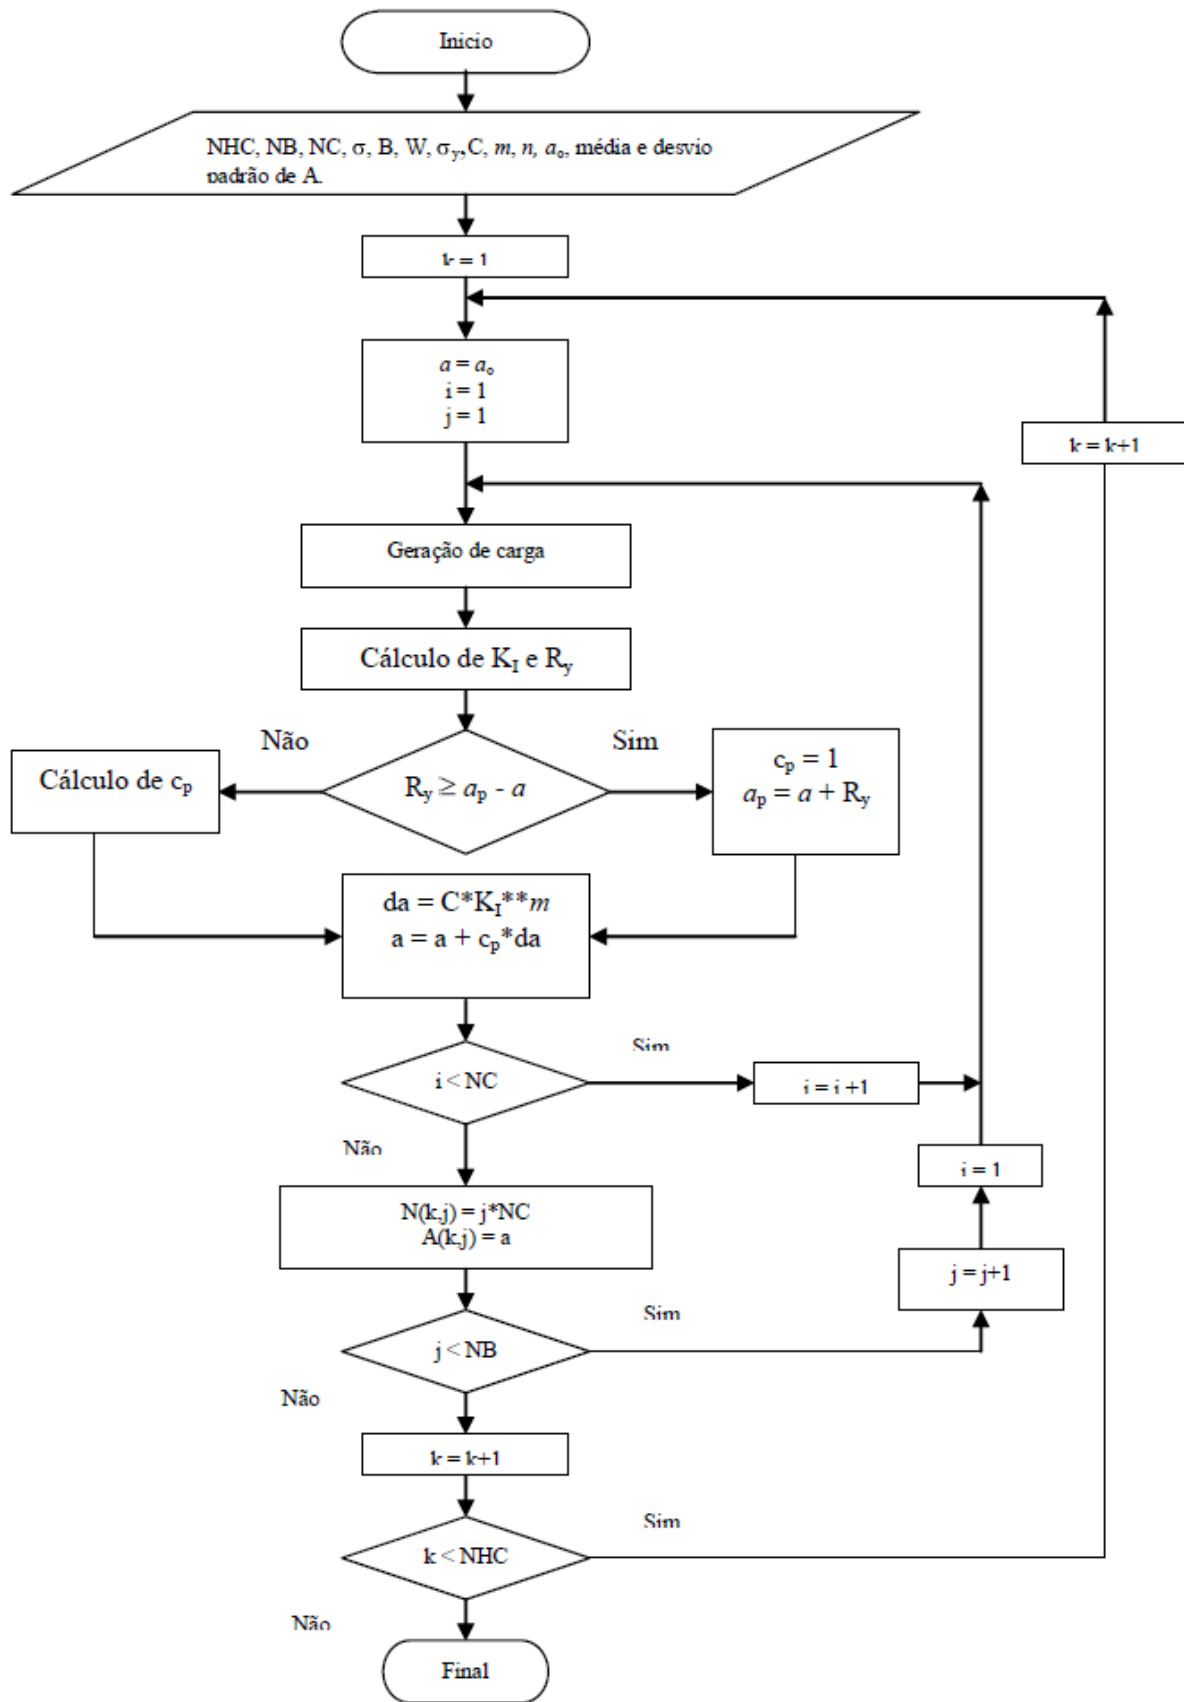 Inicio
NHC, NB, NC, σ, B, W, σy,C, m, n, ao, média e desvio
padrão de A.
k = 1
a = ao
i = 1
j = 1
k = k+1
Geração de carga
Cálculo de KI e Ry
Não
Sim
Cálculo de cp
Ry ≥ ap - a
cp = 1
ap = a + Ry
da = C*KI**m
a = a + cp*da
i < NC
Sim
i = i +1
Não
i = 1
N(k,j) = j*NC
A(k,j) = a
j = j+1
j < NB
Sim
Não
k = k+1
k < NHC
Sim
Não
Final